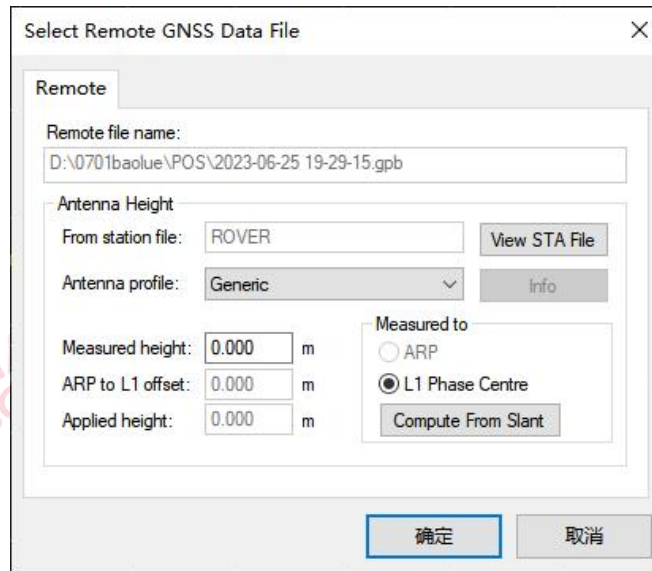 Select Remote GNSS Data File
Remote
Remote file name:
D:\0701baolue\POS\2023-06-25 19-29-15.gpb
Antenna Height
From station file: ROVER View STA File
Antenna profile: Generic Info
Measured to
Measured height: 0.000 m ARP
ARP to L1 offset: 0.000 m L1 Phase Centre
Applied height: 0.000 m Compute From Slant
确定 取消